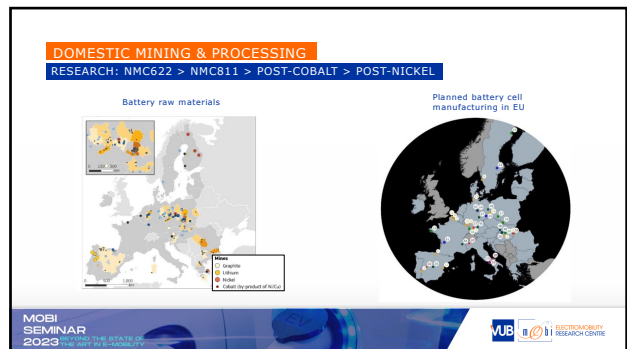 DOMESTIC MINING & PROCESSING
RESEARCH: NMC622 > NMC811 > POST-COBALT > POST-NICKEL
Battery raw materials
Planned battery cell
manufacturing in EU
Mines
Graphite
Lithium
Nickel
Cobalt (by-product of Ni/Cu)
MOBI
SEMINAR
2023 BEYOND THE STATE OF
THE ART IN E-MOBILITY
EV
VUB
mobi
ELECTROMOBILITY
RESEARCH CENTRE